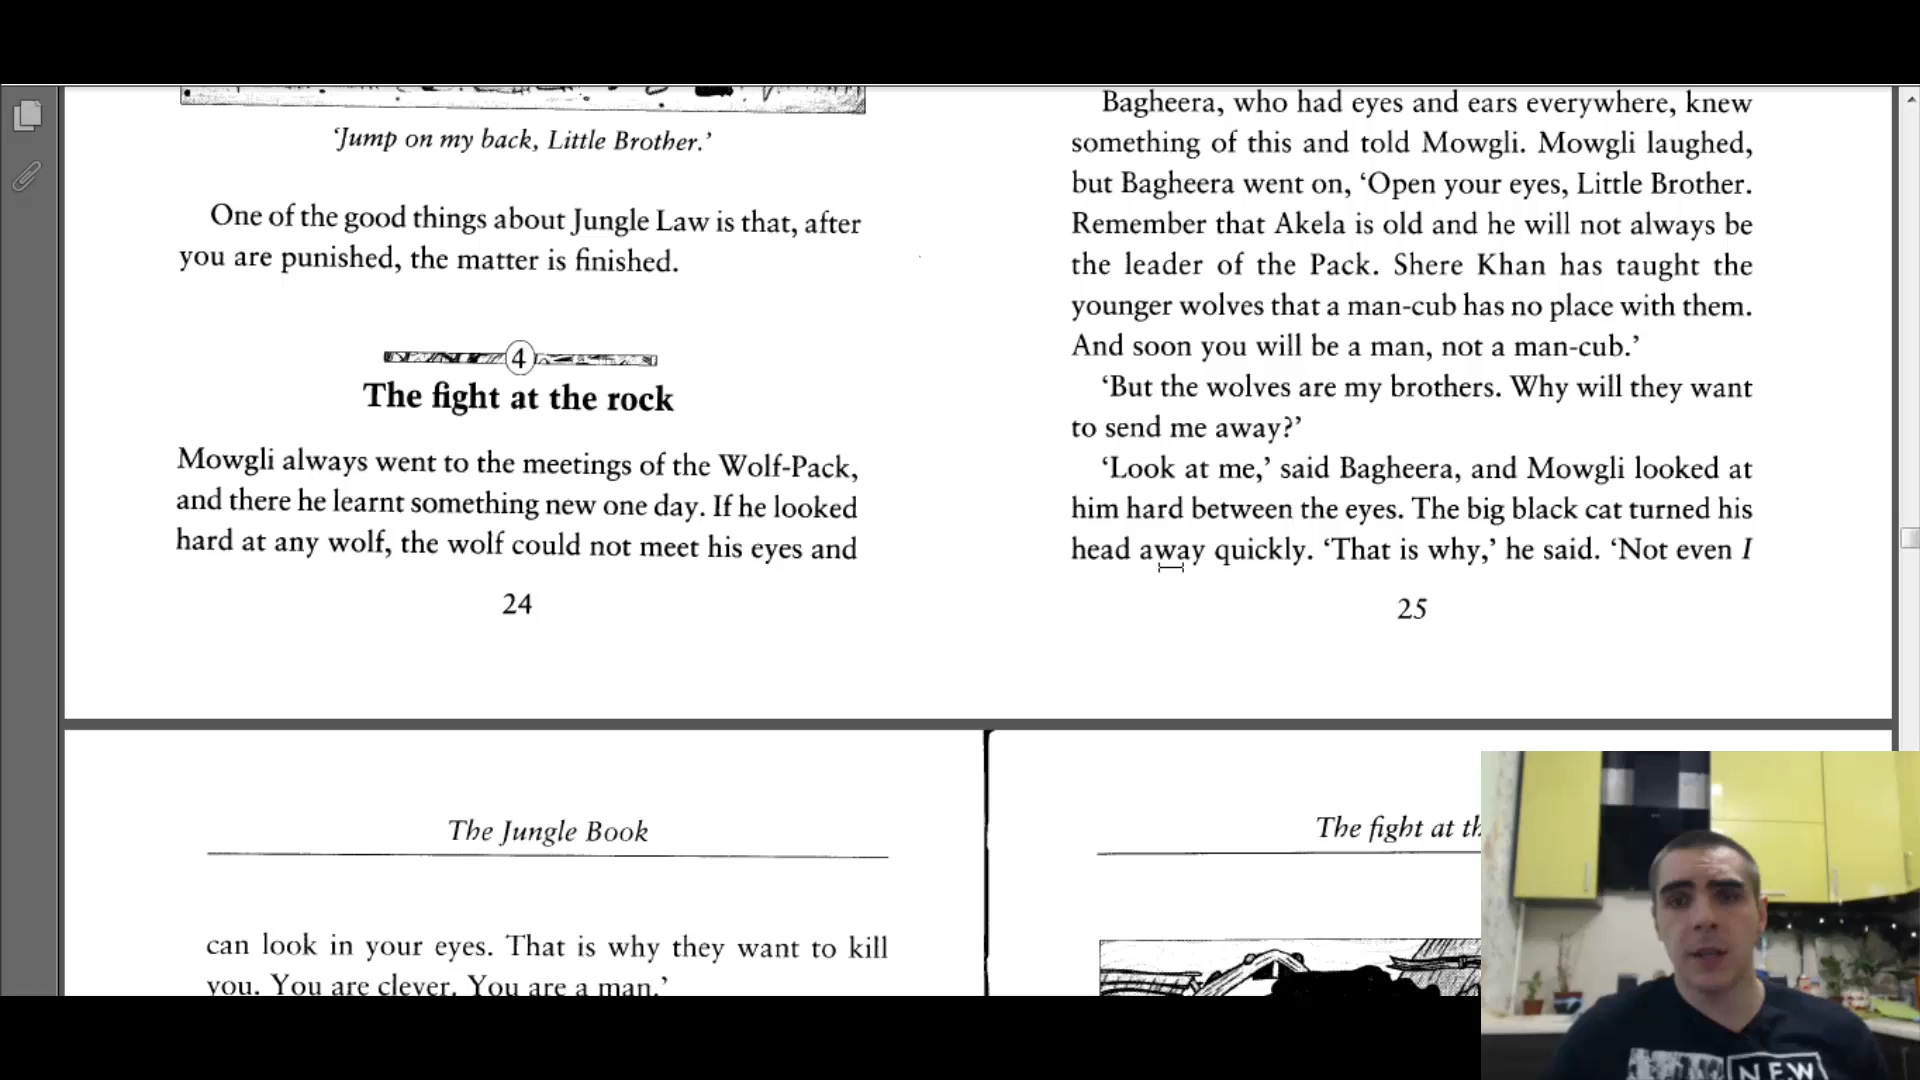 ‘Jump on my back, Little Brother.’
One of the good things about Jungle Law is that, after
you are punished, the matter is finished.
4
The fight at the rock
Mowgli always went to the meetings of the Wolf-Pack,
and there he learnt something new one day. If he looked
hard at any wolf, the wolf could not meet his eyes and
24
Bagheera, who had eyes and ears everywhere, knew
something of this and told Mowgli. Mowgli laughed,
but Bagheera went on, ‘Open your eyes, Little Brother.
Remember that Akela is old and he will not always be
the leader of the Pack. Shere Khan has taught the
younger wolves that a man-cub has no place with them.
And soon you will be a man, not a man-cub.’
‘But the wolves are my brothers. Why will they want
to send me away?’
‘Look at me,’ said Bagheera, and Mowgli looked at
him hard between the eyes. The big black cat turned his
head away quickly. ‘That is why,’ he said. ‘Not even I
25
The Jungle Book
can look in your eyes. That is why they want to kill
you. You are clever. You are a man.’
The fight at th
NEW